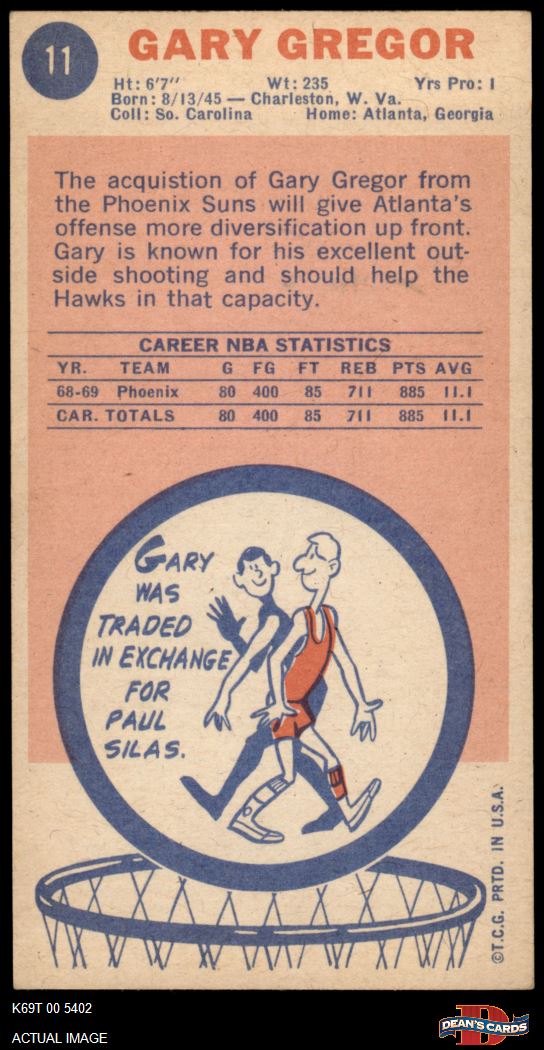 11
GARY GREGOR
Ht: 6'7" Wt: 235 Yrs Pro: 1
Born: 8/13/45 — Charleston, W. Va.
Coll: So. Carolina Home: Atlanta, Georgia
The acquistion of Gary Gregor from
the Phoenix Suns will give Atlanta's
offense more diversification up front.
Gary is known for his excellent out-
side shooting and should help the
Hawks in that capacity.
CAREER NBA STATISTICS
YR. TEAM G FG FT REB PTS AVG
68-69 Phoenix 80 400 85 711 885 11.1
CAR. TOTALS 80 400 85 711 885 11.1
GARY
WAS
TRADED
IN EXCHANGE
FOR
PAUL
SILAS.
©T.C.G. PRTD. IN U.S.A.
K69T 00 5402
ACTUAL IMAGE
D
DEAN'S CARDS